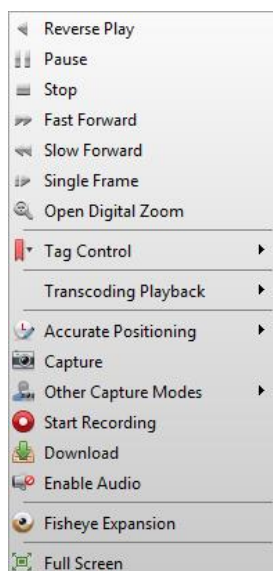 Reverse Play
Pause
Stop
Fast Forward
Slow Forward
Single Frame
Open Digital Zoom
Tag Control
Transcoding Playback
Accurate Positioning
Capture
Other Capture Modes
Start Recording
Download
Enable Audio
Fisheye Expansion
Full Screen